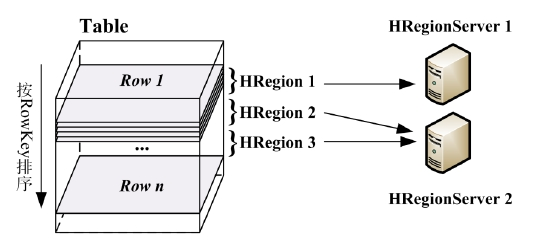 Table
HRegionServer 1
按RowKey排序
Row 1
HRegion 1
HRegion 2
HRegion 3
...
Row n
HRegionServer 2